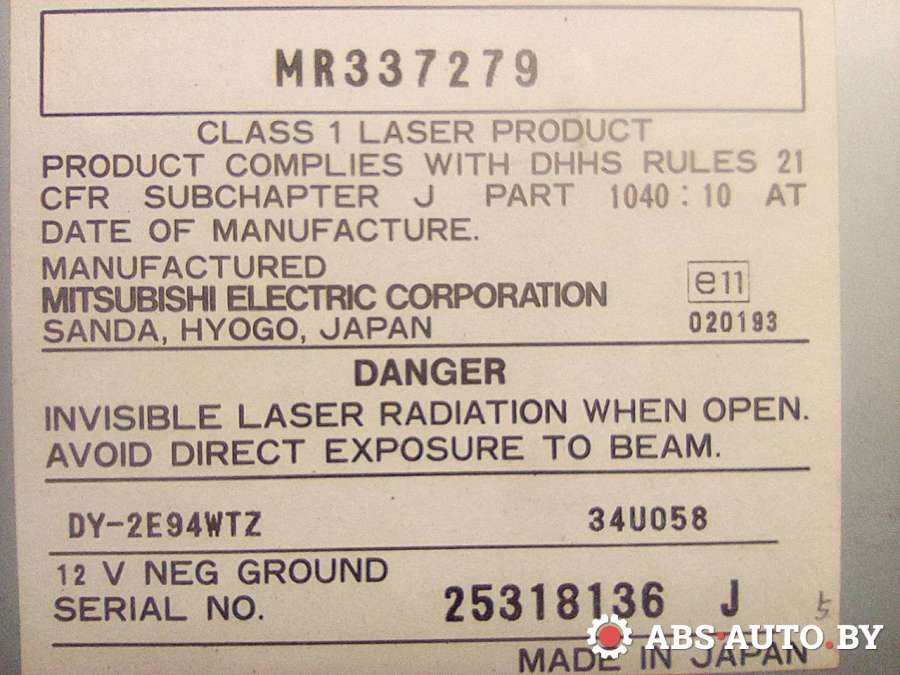 MR337279
CLASS 1 LASER PRODUCT
PRODUCT COMPLIES WITH DHHS RULES 21
CFR SUBCHAPTER J PART 1040:10 AT
DATE OF MANUFACTURE.
MANUFACTURED
MITSUBISHI ELECTRIC CORPORATION e11
SANDA, HYOGO, JAPAN 020193
DANGER
INVISIBLE LASER RADIATION WHEN OPEN.
AVOID DIRECT EXPOSURE TO BEAM.
DY-2E94WTZ 34U058
12 V NEG GROUND
SERIAL NO. 25318136 J 5
ABS-AUTO.BY
MADE IN JAPAN